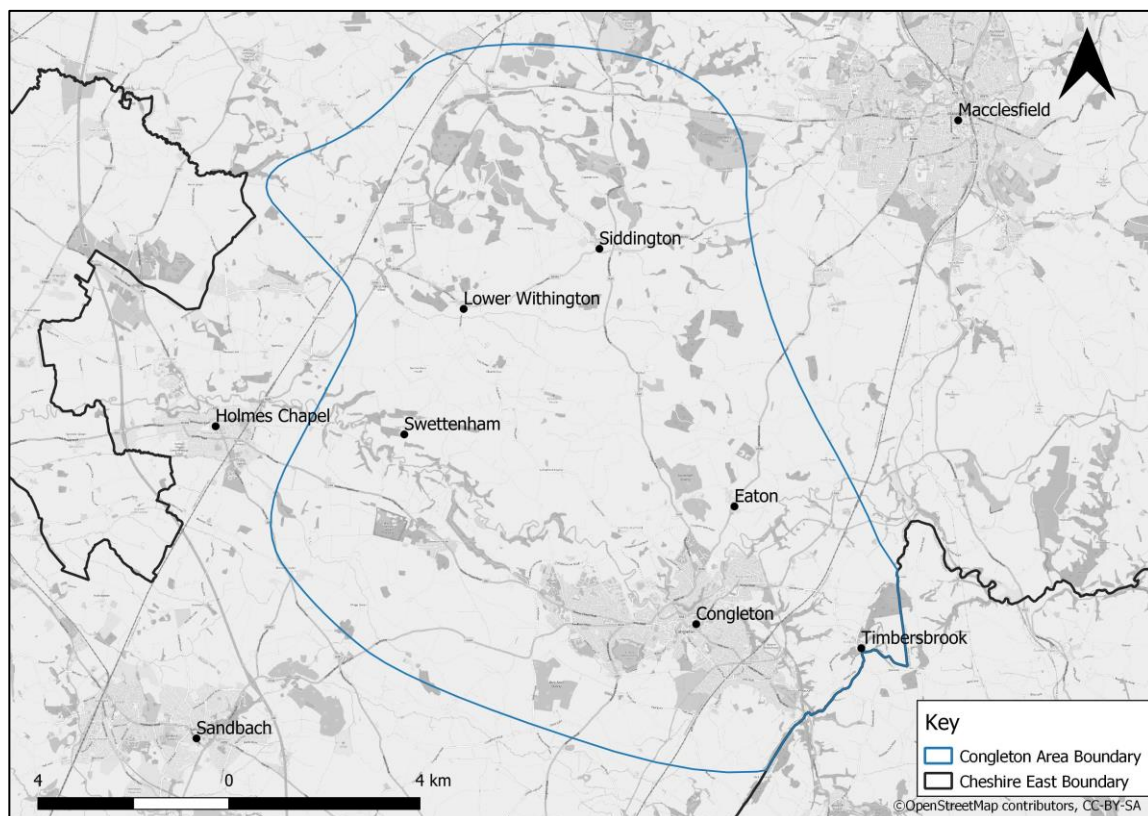 Macclesfield
Siddington
Lower Withington
Holmes Chapel
Swettenham
Eaton
Congleton
Timbersbrook
Sandbach
4 0 4 km
Key
Congleton Area Boundary
Cheshire East Boundary
©OpenStreetMap contributors, CC-BY-SA